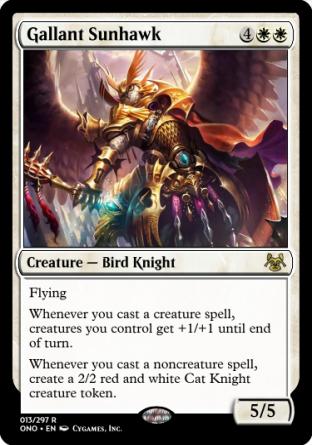 Gallant Sunhawk 4
Creature — Bird Knight
Flying
Whenever you cast a creature spell,
creatures you control get +1/+1 until end
of turn.
Whenever you cast a noncreature spell,
create a 2/2 red and white Cat Knight
creature token.
5/5
013/297 R
ONO • EN Cygames, Inc.